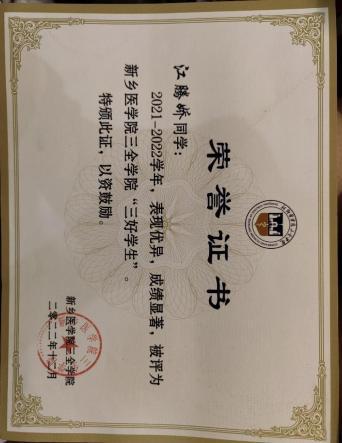 荣誉证书
江腾娇同学：
2021-2022学年，表现优异，成绩显著，被评为
新乡医学院三全学院“三好学生”。
特颁此证，以资鼓励。
新乡医学院三全学院
二零二二年十二月